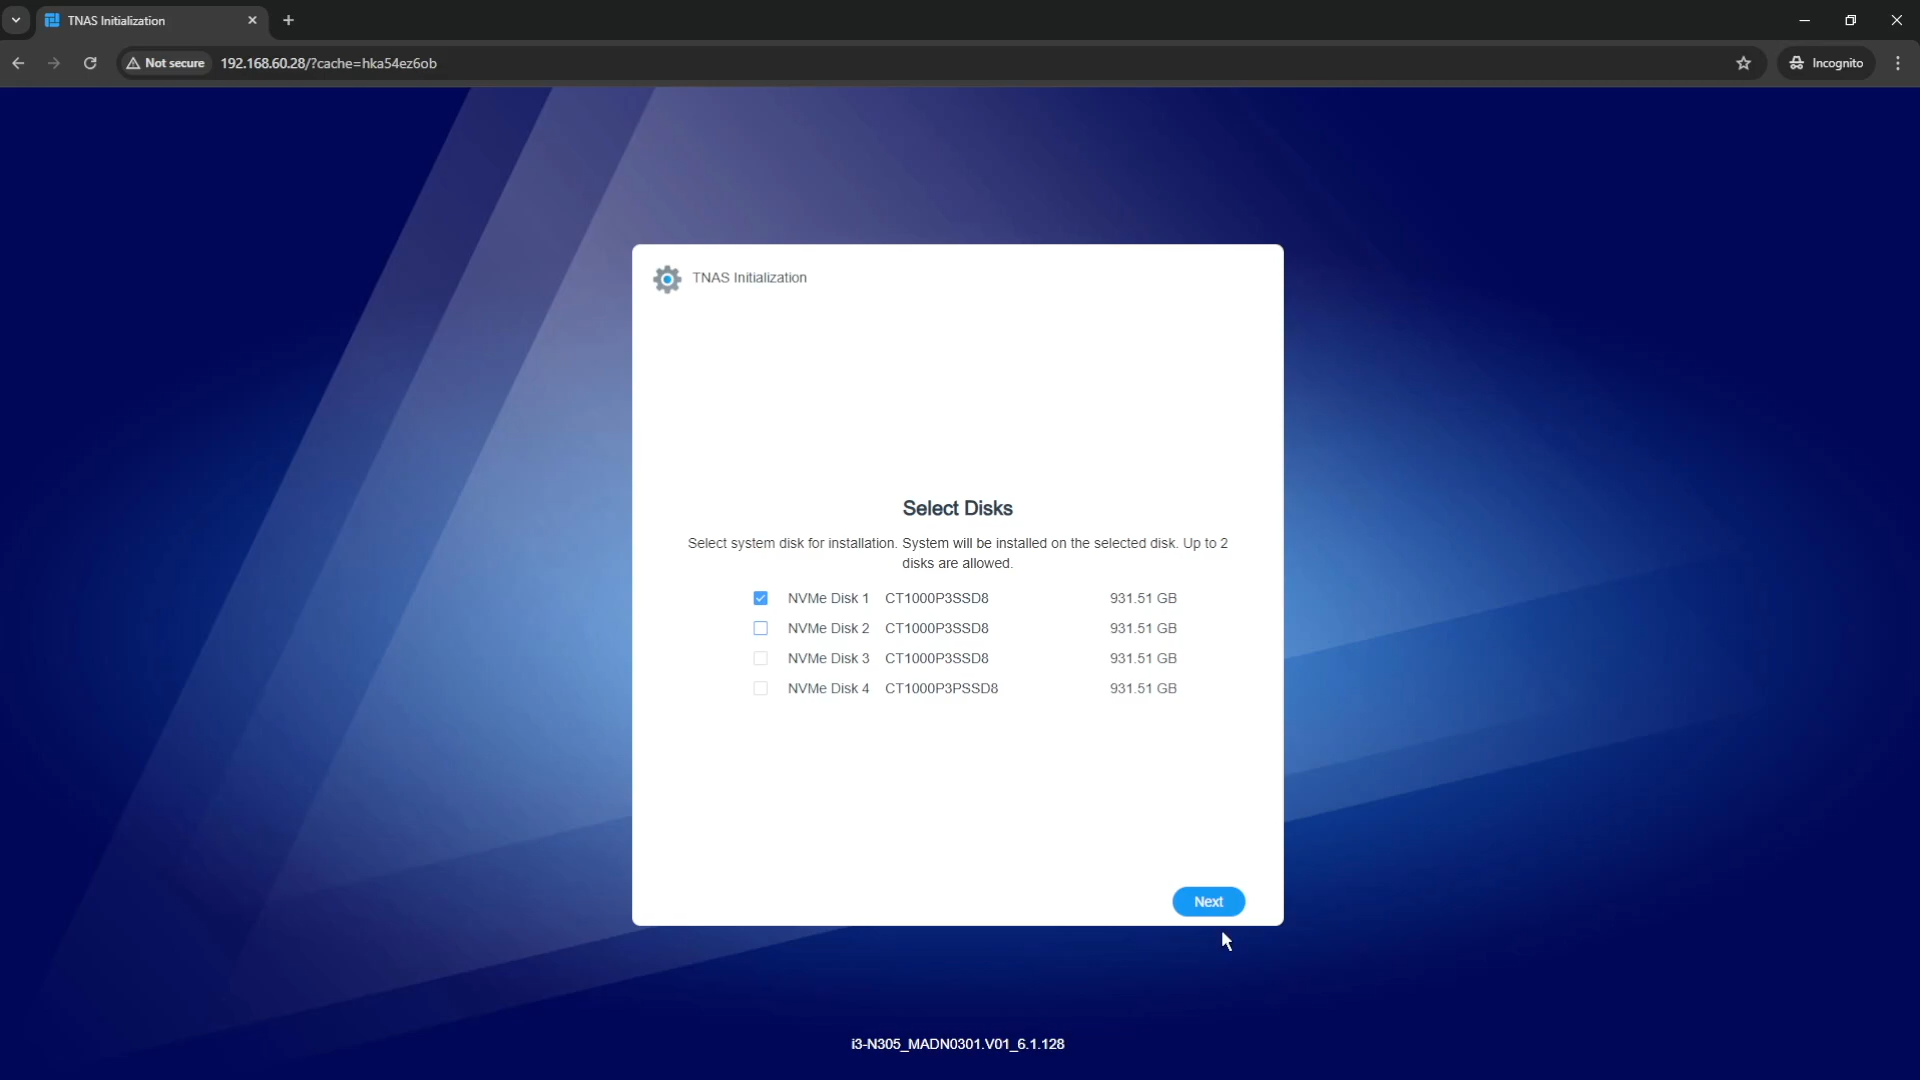 TNAS Initialization
Not secure
192.168.60.28/?cache=hka54ez6ob
Incognito
TNAS Initialization
Select Disks
Select system disk for installation. System will be installed on the selected disk. Up to 2
disks are allowed.
NVMe Disk 1 CT1000P3SSD8 931.51 GB
NVMe Disk 2 CT1000P3SSD8 931.51 GB
NVMe Disk 3 CT1000P3SSD8 931.51 GB
NVMe Disk 4 CT1000P3PSSD8 931.51 GB
Next
i3-N305_MADN0301.V01_6.1.128